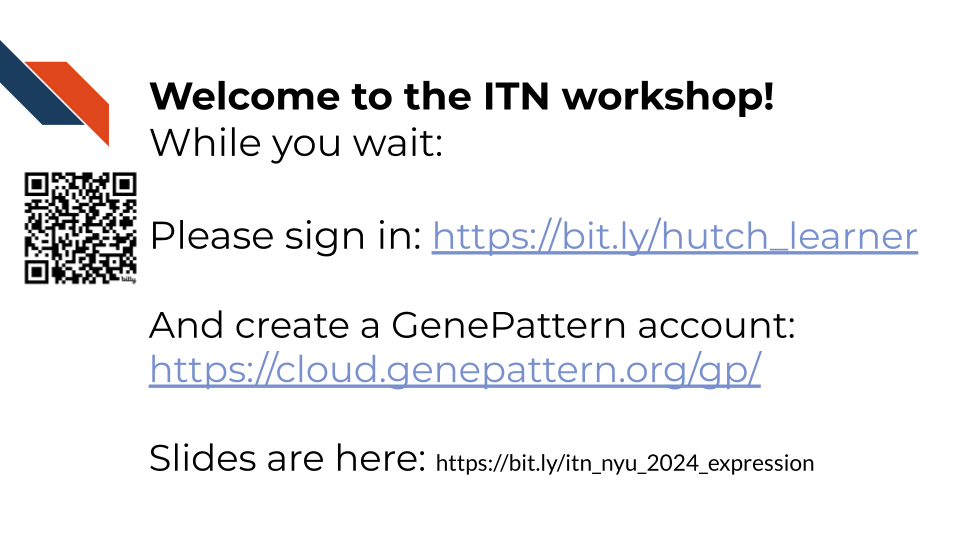 Welcome to the ITN workshop!
While you wait:
Please sign in: https://bit.ly/hutch_learner
And create a GenePattern account:
https://cloud.genepattern.org/gp/
Slides are here: https://bit.ly/itn_nyu_2024_expression
bitly